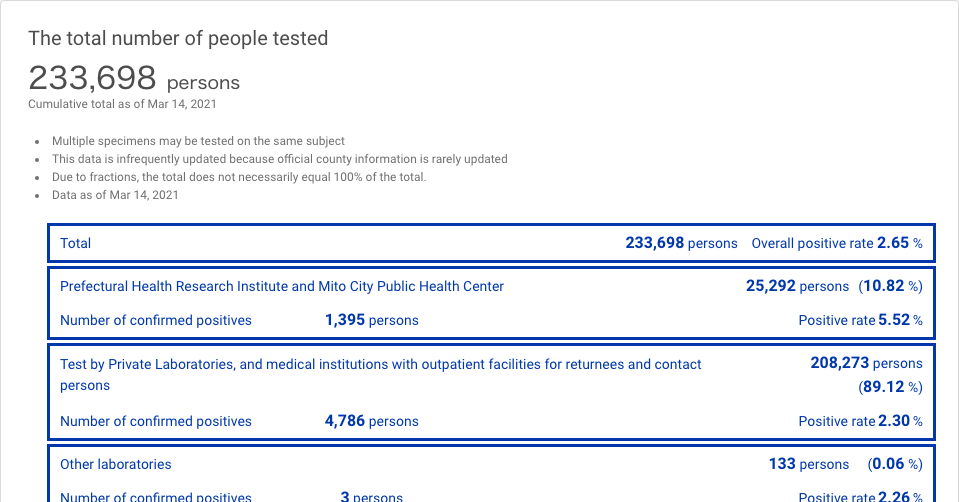 The total number of people tested
233,698 persons
Cumulative total as of Mar 14, 2021
• Multiple specimens may be tested on the same subject
• This data is infrequently updated because official county information is rarely updated
• Due to fractions, the total does not necessarily equal 100% of the total.
• Data as of Mar 14, 2021
Total 233,698 persons Overall positive rate 2.65 %
Prefectural Health Research Institute and Mito City Public Health Center 25,292 persons (10.82 %)
Number of confirmed positives 1,395 persons Positive rate 5.52 %
Test by Private Laboratories, and medical institutions with outpatient facilities for returnees and contact 208,273 persons
persons (89.12 %)
Number of confirmed positives 4,786 persons Positive rate 2.30 %
Other laboratories 133 persons (0.06 %)
Number of confirmed positives 3 persons Positive rate 2.26 %